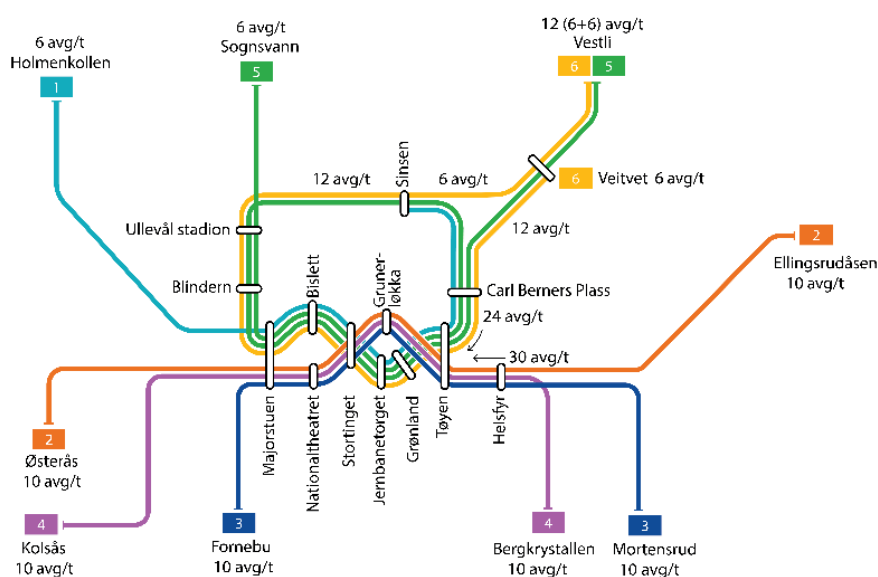 6 avg/t
Holmenkollen
1
6 avg/t
Sognsvann
5
12 (6+6) avg/t
Vestli
6
5
Sinsen
12 avg/t
6 avg/t
6
Veitvet 6 avg/t
12 avg/t
Ullevål stadion
2
Ellingsrudåsen
10 avg/t
Blindern
Bislett
Gruner-
løkka
Carl Berners Plass
24 avg/t
30 avg/t
Majorstuen
Nationaltheatret
Stortinget
Jernbanetorget
Grønland
Tøyen
Helsfyr
2
Østerås
10 avg/t
4
Kolsås
10 avg/t
3
Fornebu
10 avg/t
4
Bergkrystallen
10 avg/t
3
Mortensrud
10 avg/t